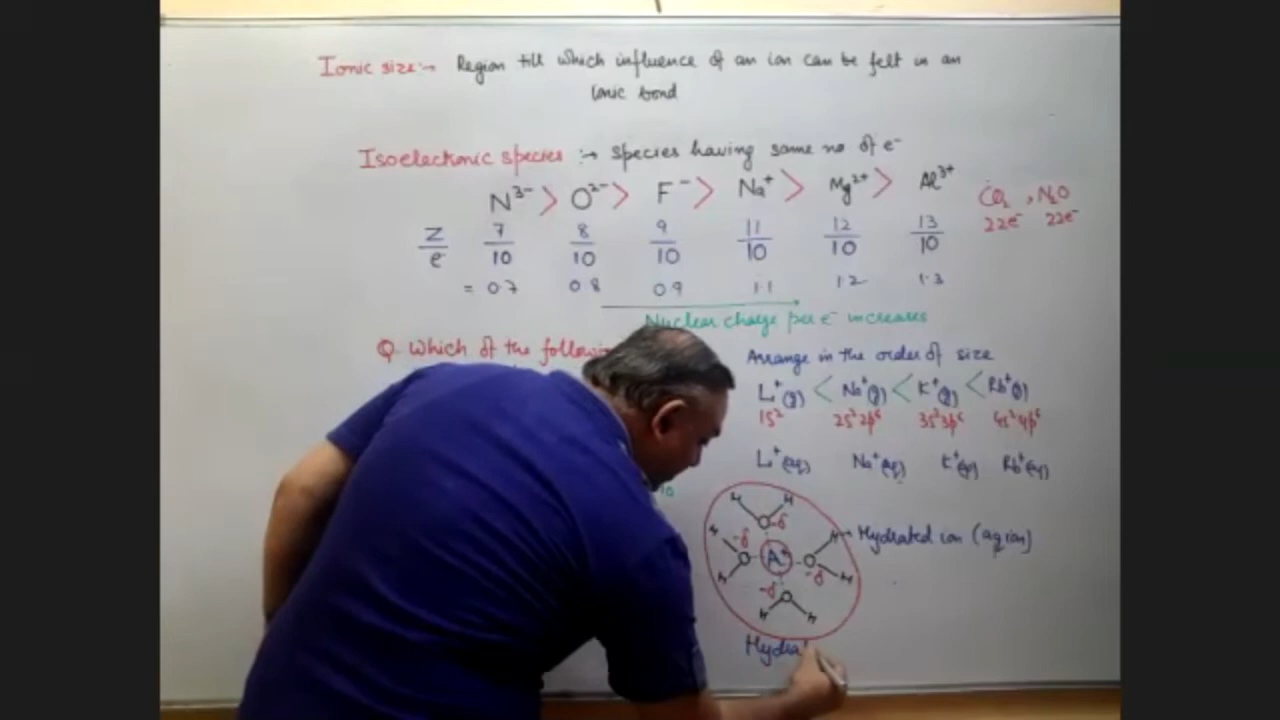 Ionic size :→ Region till which influence of an ion can be felt in an
Ionic bond
Isoelectronic species :→ species having same no of e⁻
N³⁻ > O²⁻ > F⁻ > Na⁺ > Mg²⁺ > Al³⁺
CO₂, N₂O
22e⁻ 22e⁻
Z/e 7/10 8/10 9/10 11/10 12/10 13/10
= 0.7 0.8 0.9 1.1 1.2 1.3
Nuclear charge per e⁻ increases
Q. Which of the following
Arrange in the order of size
Li⁺(g) < Na⁺(g) < K⁺(g) < Rb⁺(g)
1s² 2s²2p⁶ 3s²3p⁶ 4s²4p⁶
Li⁺(aq) Na⁺(aq) K⁺(aq) Rb⁺(aq)
10
H H
O -δ
H -δ O A⁺ O -δ H
H H
-δ O
H H
Hydrated ion (aq ion)
Hydra